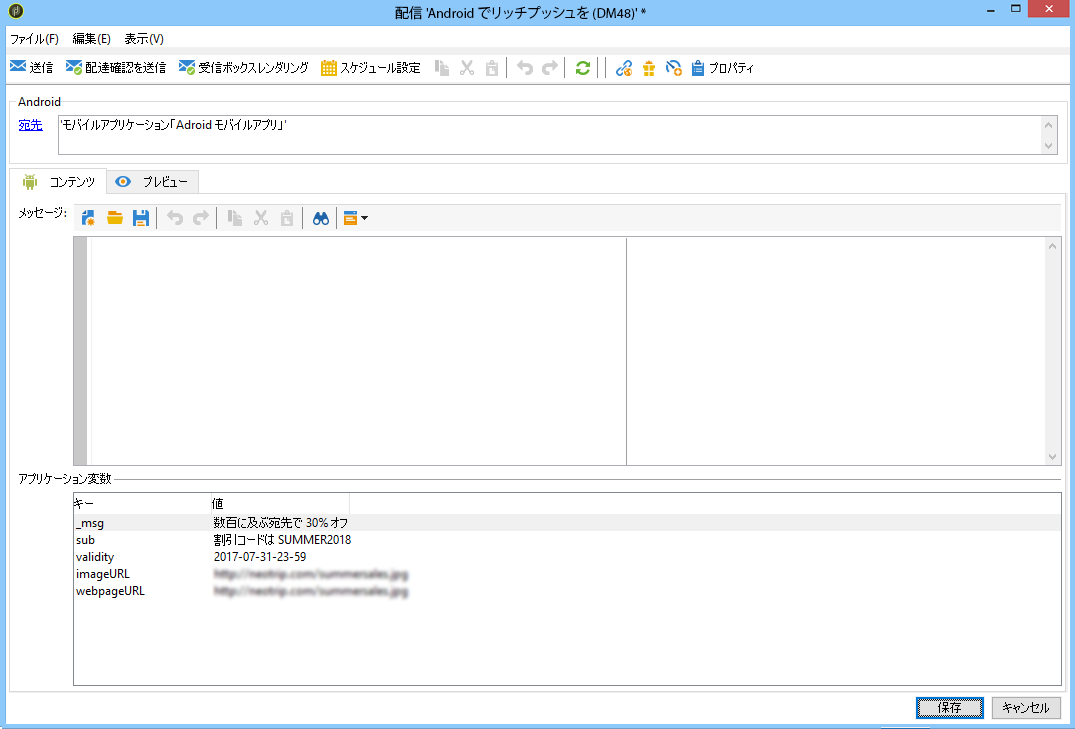 配信 'Android でリッチプッシュを (DM48)' *
ファイル(F) 編集(E) 表示(V)
送信 配達確認を送信 受信ボックスレンダリング スケジュール設定 プロパティ
Android
宛先 'モバイルアプリケーション「Adroid モバイルアプリ」'
コンテンツ プレビュー
メッセージ:
アプリケーション変数
キー 値
_msg 数百に及ぶ宛先で 30% オフ
sub 割引コードは SUMMER2018
validity 2017-07-31-23-59
imageURL
webpageURL
保存 キャンセル